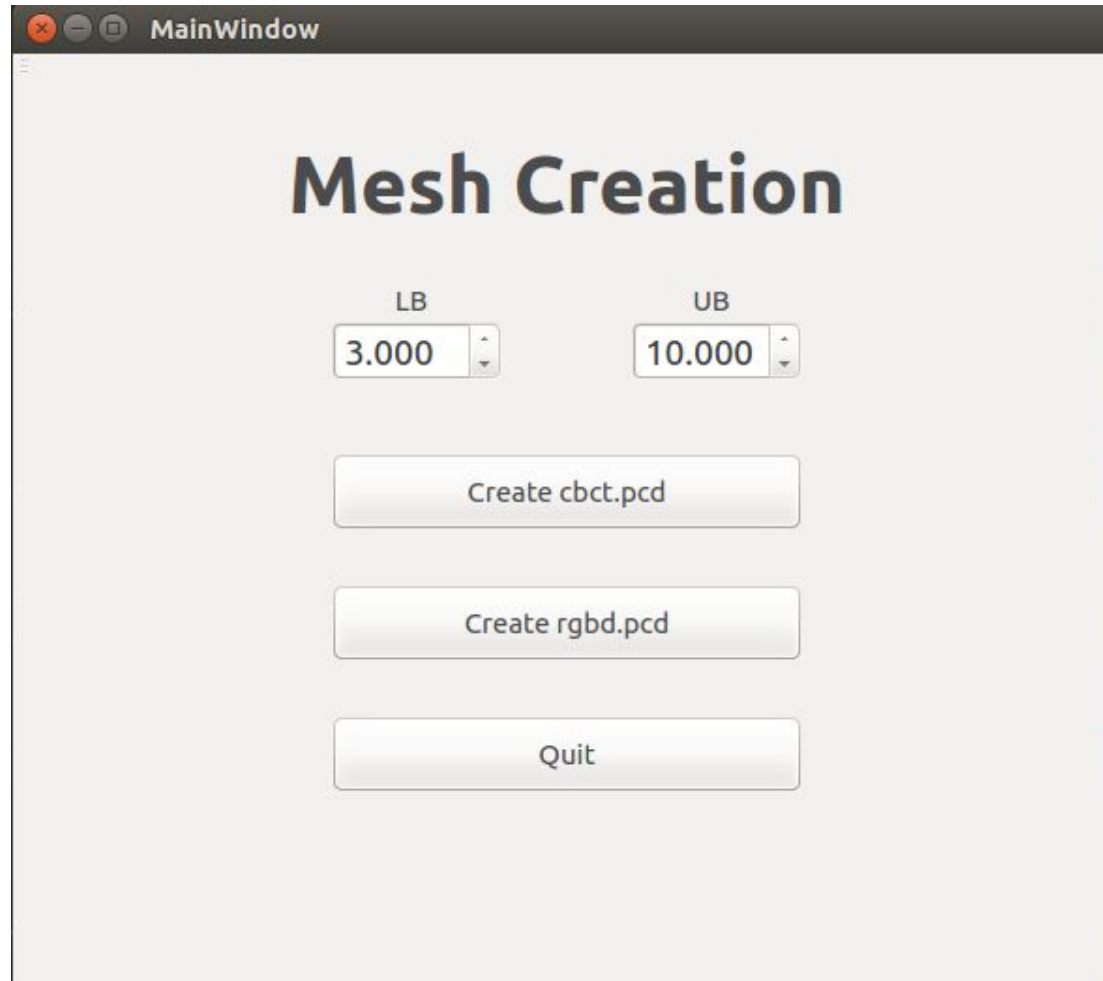 MainWindow
Mesh Creation
LB UB
3.000 10.000
Create cbct.pcd
Create rgbd.pcd
Quit